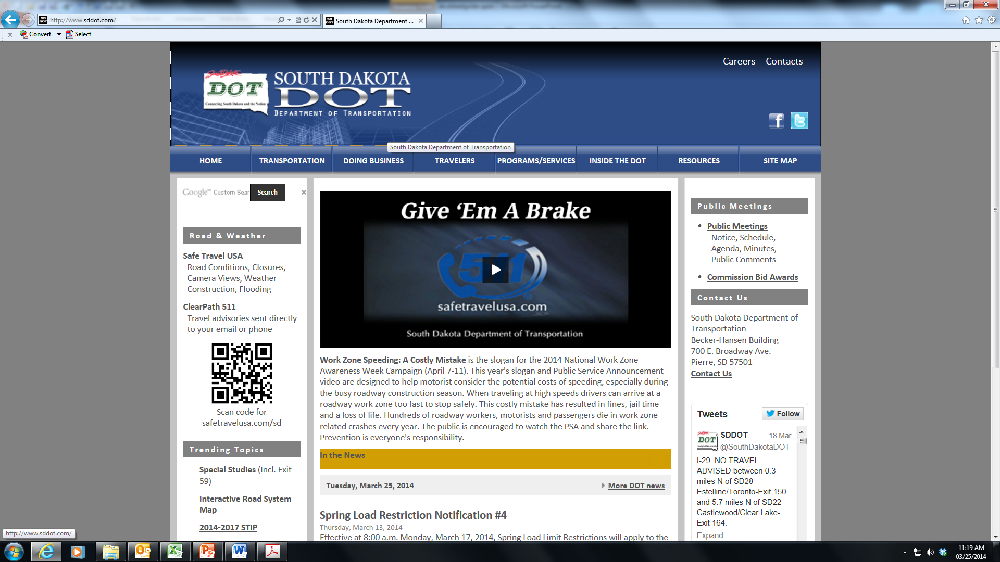 http://www.sddot.com/
South Dakota Department ...
Convert
Select
Careers
Contacts
South Dakota
DOT
Connecting South Dakota and the Nation
SOUTH DAKOTA
DOT
DEPARTMENT OF TRANSPORTATION
South Dakota Department of Transportation
HOME
TRANSPORTATION
DOING BUSINESS
TRAVELERS
PROGRAMS/SERVICES
INSIDE THE DOT
RESOURCES
SITE MAP
Google™ Custom Sear
Search
Road & Weather
Safe Travel USA
Road Conditions, Closures,
Camera Views, Weather
Construction, Flooding
ClearPath 511
Travel advisories sent directly
to your email or phone
Scan code for
safetravelusa.com/sd
Trending Topics
Special Studies (Incl. Exit
59)
Interactive Road System
Map
2014-2017 STIP
Give ‘Em A Brake
511
safetravelusa.com
South Dakota Department of Transportation
Work Zone Speeding: A Costly Mistake is the slogan for the 2014 National Work Zone
Awareness Week Campaign (April 7-11). This year's slogan and Public Service Announcement
video are designed to help motorist consider the potential costs of speeding, especially during
the busy roadway construction season. When traveling at high speeds drivers can arrive at a
roadway work zone too fast to stop safely. This costly mistake has resulted in fines, jail time
and a loss of life. Hundreds of roadway workers, motorists and passengers die in work zone
related crashes every year. The public is encouraged to watch the PSA and share the link.
Prevention is everyone's responsibility.
In the News
Tuesday, March 25, 2014
More DOT news
Spring Load Restriction Notification #4
Thursday, March 13, 2014
Effective at 8:00 a.m. Monday, March 17, 2014, Spring Load Limit Restrictions will apply to the
Public Meetings
• Public Meetings
Notice, Schedule,
Agenda, Minutes,
Public Comments
• Commission Bid Awards
Contact Us
South Dakota Department of
Transportation
Becker-Hansen Building
700 E. Broadway Ave.
Pierre, SD 57501
Contact Us
Tweets
Follow
DOT
SDDOT
18 Mar
@SouthDakotaDOT
I-29: NO TRAVEL
ADVISED between 0.3
miles N of SD28-
Estelline/Toronto-Exit 150
and 5.7 miles N of SD22-
Castlewood/Clear Lake-
Exit 164.
Expand
http://www.sddot.com/
11:19 AM
03/25/2014